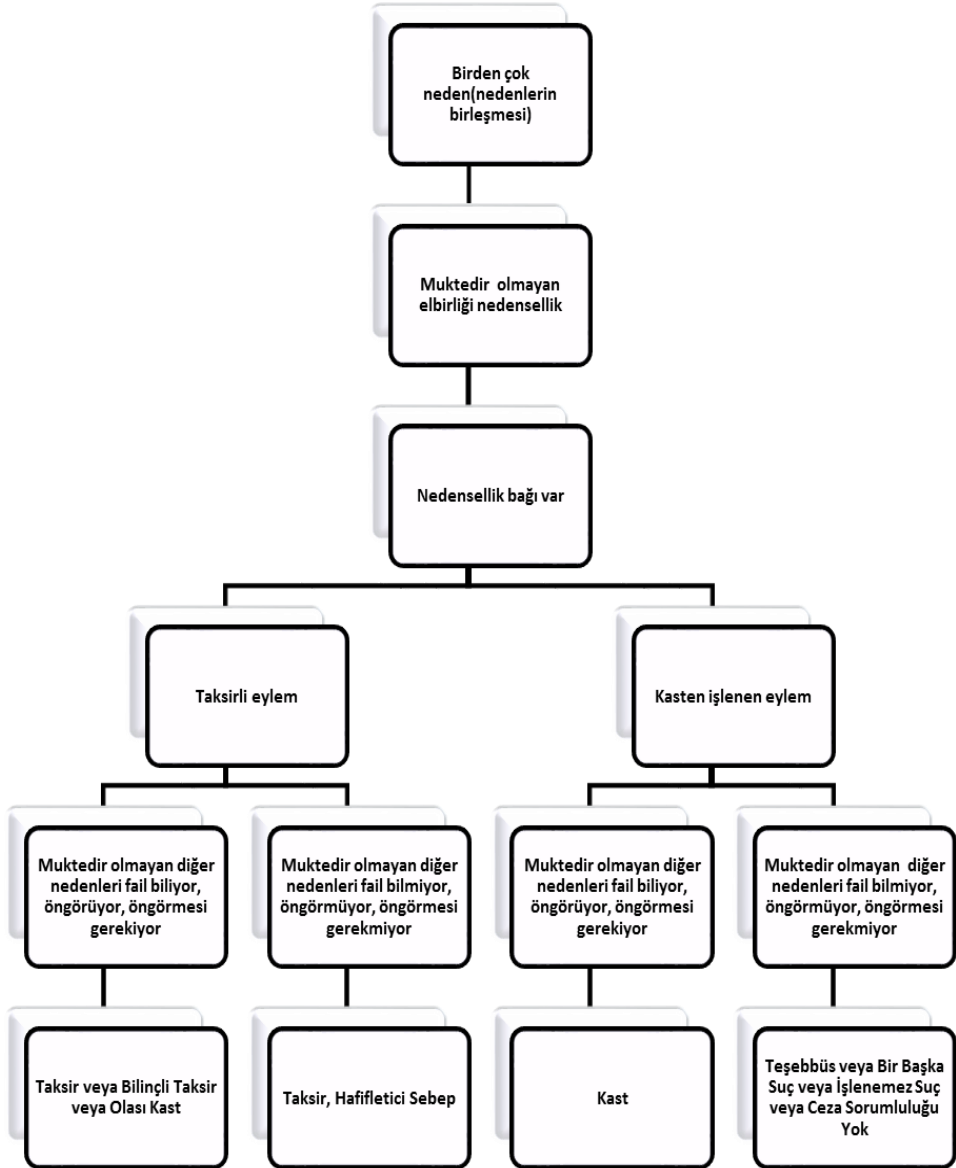 Birden çok
neden(nedenlerin
birleşmesi)
Muktedir olmayan
elbirliği nedensellik
Nedensellik bağı var
Taksirli eylem
Kasten işlenen eylem
Muktedir olmayan diğer
nedenleri fail biliyor,
öngörüyor, öngörmesi
gerekiyor
Muktedir olmayan diğer
nedenleri fail bilmiyor,
öngörmüyor, öngörmesi
gerekmiyor
Muktedir olmayan diğer
nedenleri fail biliyor,
öngörüyor, öngörmesi
gerekiyor
Muktedir olmayan diğer
nedenleri fail bilmiyor,
öngörmüyor, öngörmesi
gerekmiyor
Taksir veya Bilinçli Taksir
veya Olası Kast
Taksir, Hafifletici Sebep
Kast
Teşebbüs veya Bir Başka
Suç veya İşlenemez Suç
veya Ceza Sorumluluğu
Yok